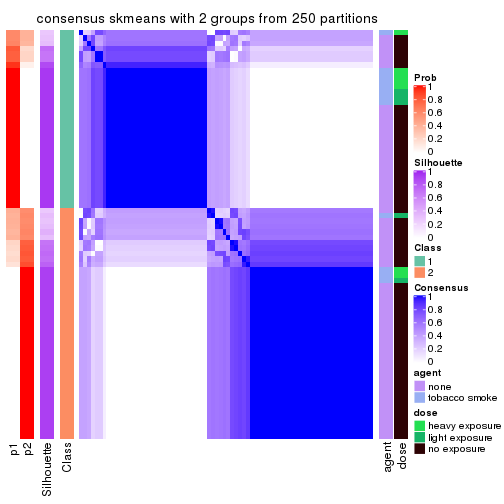 consensus skmeans with 2 groups from 250 partitions
Prob
1
0.8
0.6
0.4
0.2
0
Silhouette
1
0.8
0.6
0.4
0.2
0
Class
1
2
Consensus
1
0.8
0.6
0.4
0.2
0
agent
none
tobacco smoke
dose
heavy exposure
light exposure
no exposure
p1
p2
Silhouette
Class
agent
dose